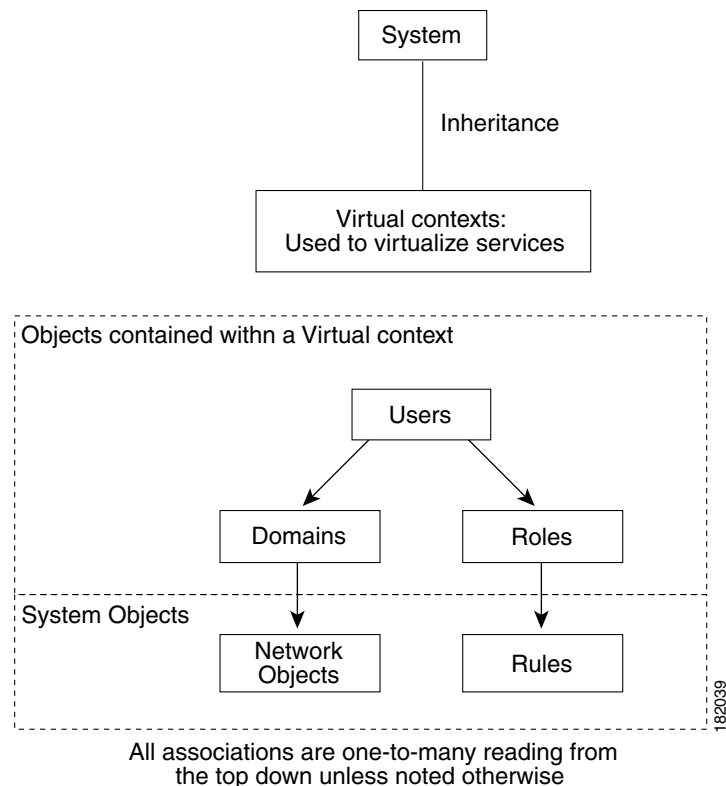 System
Inheritance
Virtual contexts:
Used to virtualize services
Objects contained withn a Virtual context
Users
Domains
Roles
System Objects
Network
Objects
Rules
182039
All associations are one-to-many reading from
the top down unless noted otherwise